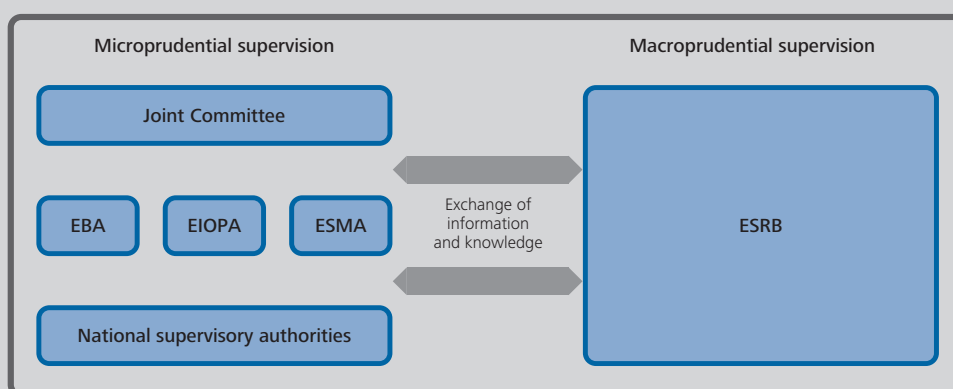 Microprudential supervision
Macroprudential supervision
Joint Committee
EBA
EIOPA
ESMA
Exchange of
information
and knowledge
ESRB
National supervisory authorities